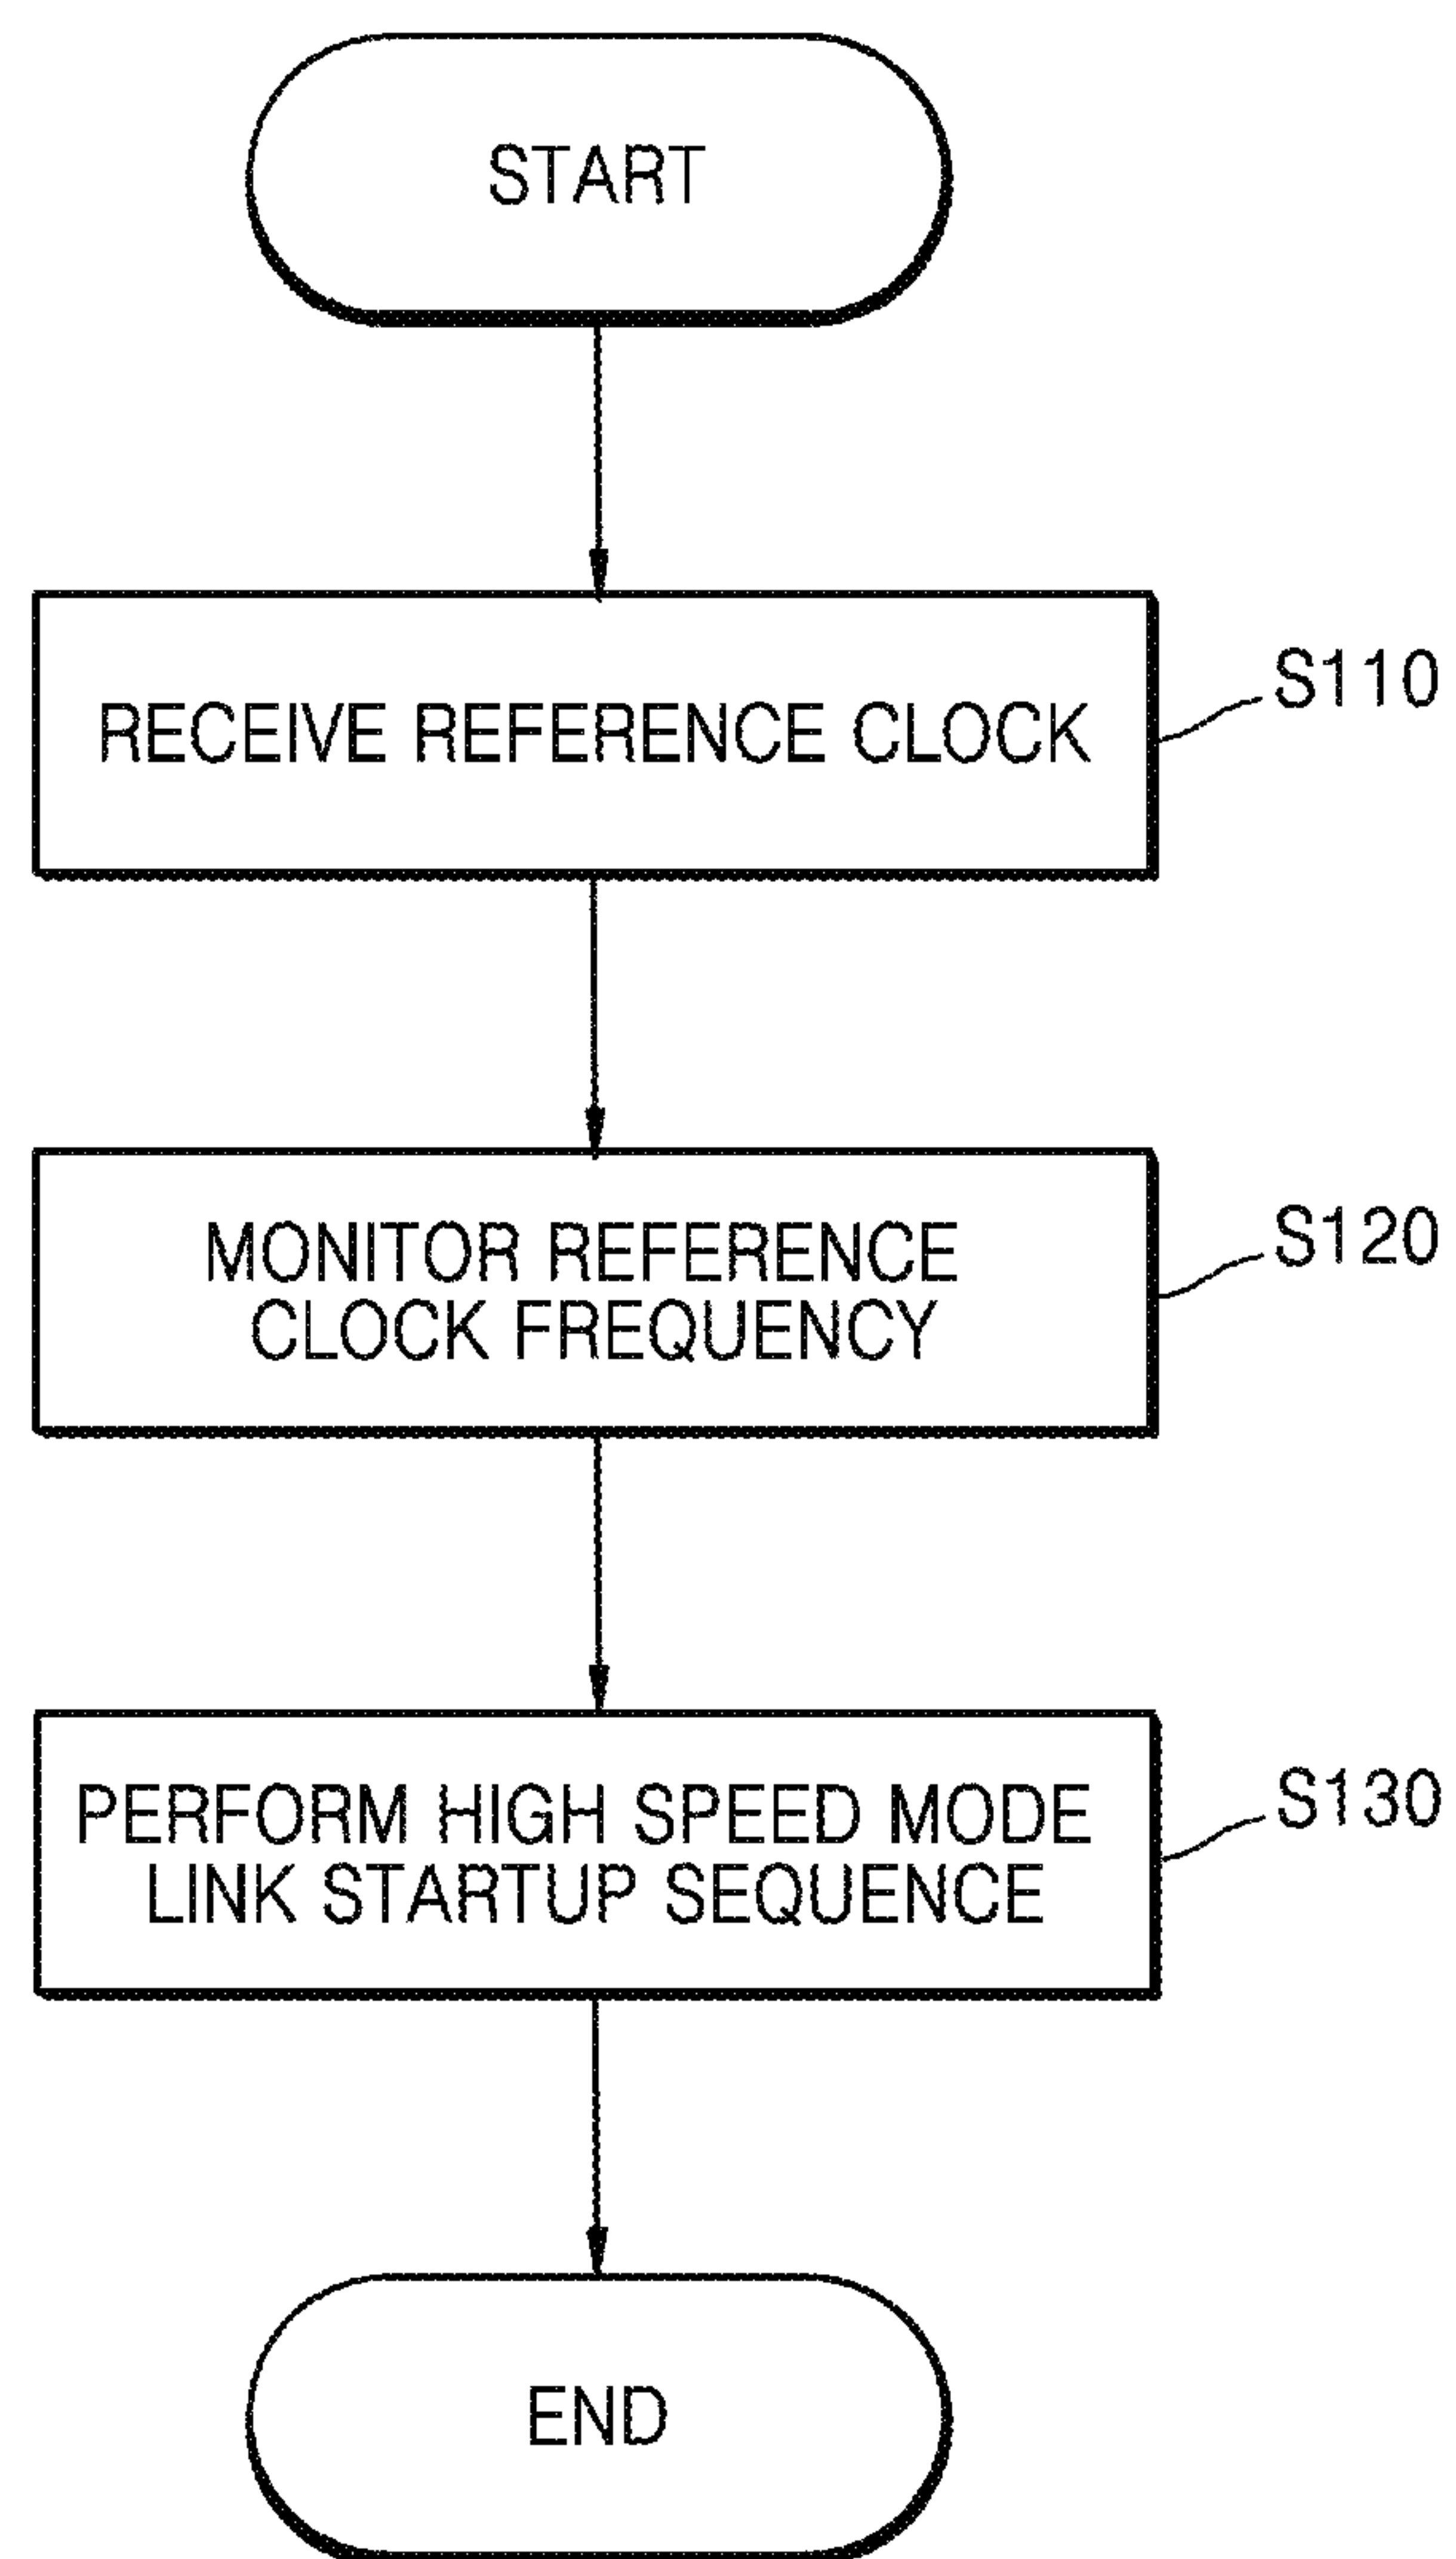 START
RECEIVE REFERENCE CLOCK
S110
MONITOR REFERENCE
CLOCK FREQUENCY
S120
PERFORM HIGH SPEED MODE
LINK STARTUP SEQUENCE
S130
END